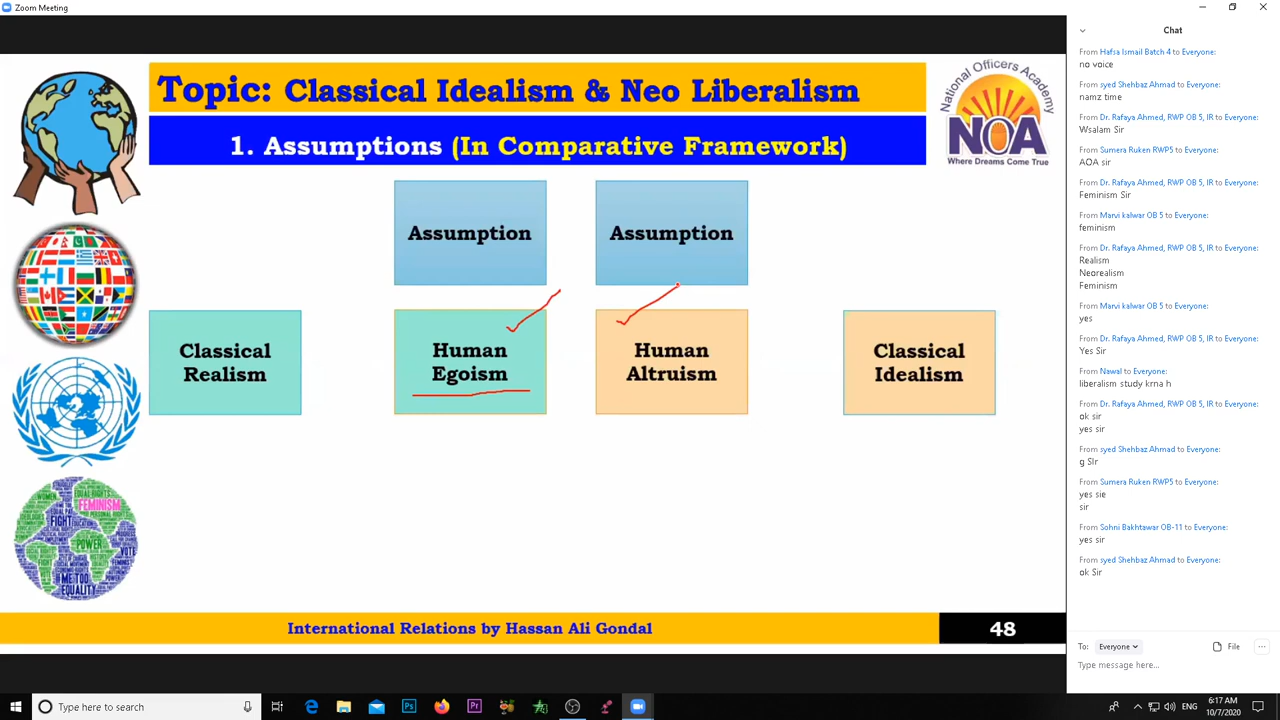 Zoom Meeting
Topic: Classical Idealism & Neo Liberalism
1. Assumptions (In Comparative Framework)
National Officers Academy
NOA
Where Dreams Come True
Assumption
Assumption
Classical
Realism
Human
Egoism
Human
Altruism
Classical
Idealism
FEMINISM
FIGHT
POWER
VOTE
ME TOO
EQUALITY
International Relations by Hassan Ali Gondal
48
Chat
From Hafsa Ismail Batch 4 to Everyone:
no voice
From syed Shehbaz Ahmad to Everyone:
namz time
From Dr. Rafaya Ahmed, RWP OB 5, IR to Everyone:
Wsalam Sir
From Sumera Ruken RWP5 to Everyone:
AOA sir
From Dr. Rafaya Ahmed, RWP OB 5, IR to Everyone:
Feminism Sir
From Marvi kalwar OB 5 to Everyone:
feminism
From Dr. Rafaya Ahmed, RWP OB 5, IR to Everyone:
Realism
Neorealism
Feminism
From Marvi kalwar OB 5 to Everyone:
yes
From Dr. Rafaya Ahmed, RWP OB 5, IR to Everyone:
Yes Sir
From Nawal to Everyone:
liberalism study krna h
From Dr. Rafaya Ahmed, RWP OB 5, IR to Everyone:
ok sir
yes sir
From syed Shehbaz Ahmad to Everyone:
g SIr
From Sumera Ruken RWP5 to Everyone:
yes sie
sir
From Sohni Bakhtawar OB-11 to Everyone:
yes sir
From syed Shehbaz Ahmad to Everyone:
ok Sir
To: Everyone File
Type message here...
Type here to search
Ps
Pr
ENG
6:17 AM
10/7/2020